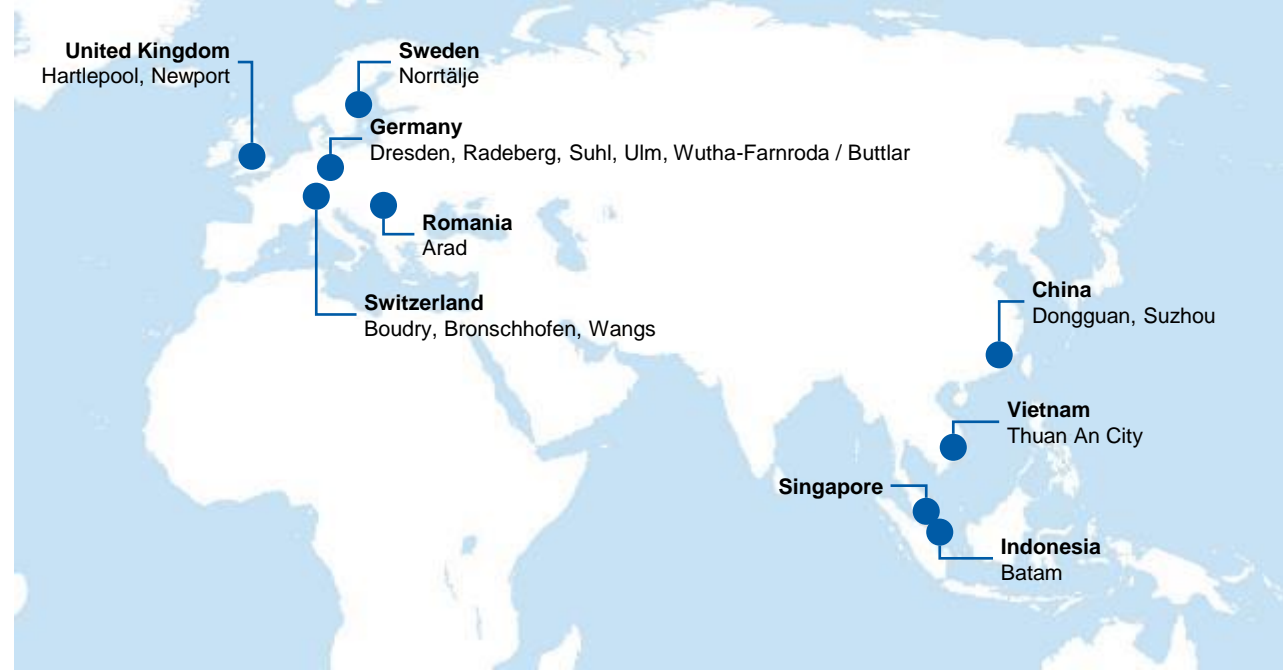 United Kingdom
Hartlepool, Newport
Sweden
Norrtälje
Germany
Dresden, Radeberg, Suhl, Ulm, Wutha-Farnroda / Buttlar
Romania
Arad
Switzerland
Boudry, Bronschhofen, Wangs
China
Dongguan, Suzhou
Vietnam
Thuan An City
Singapore
Indonesia
Batam